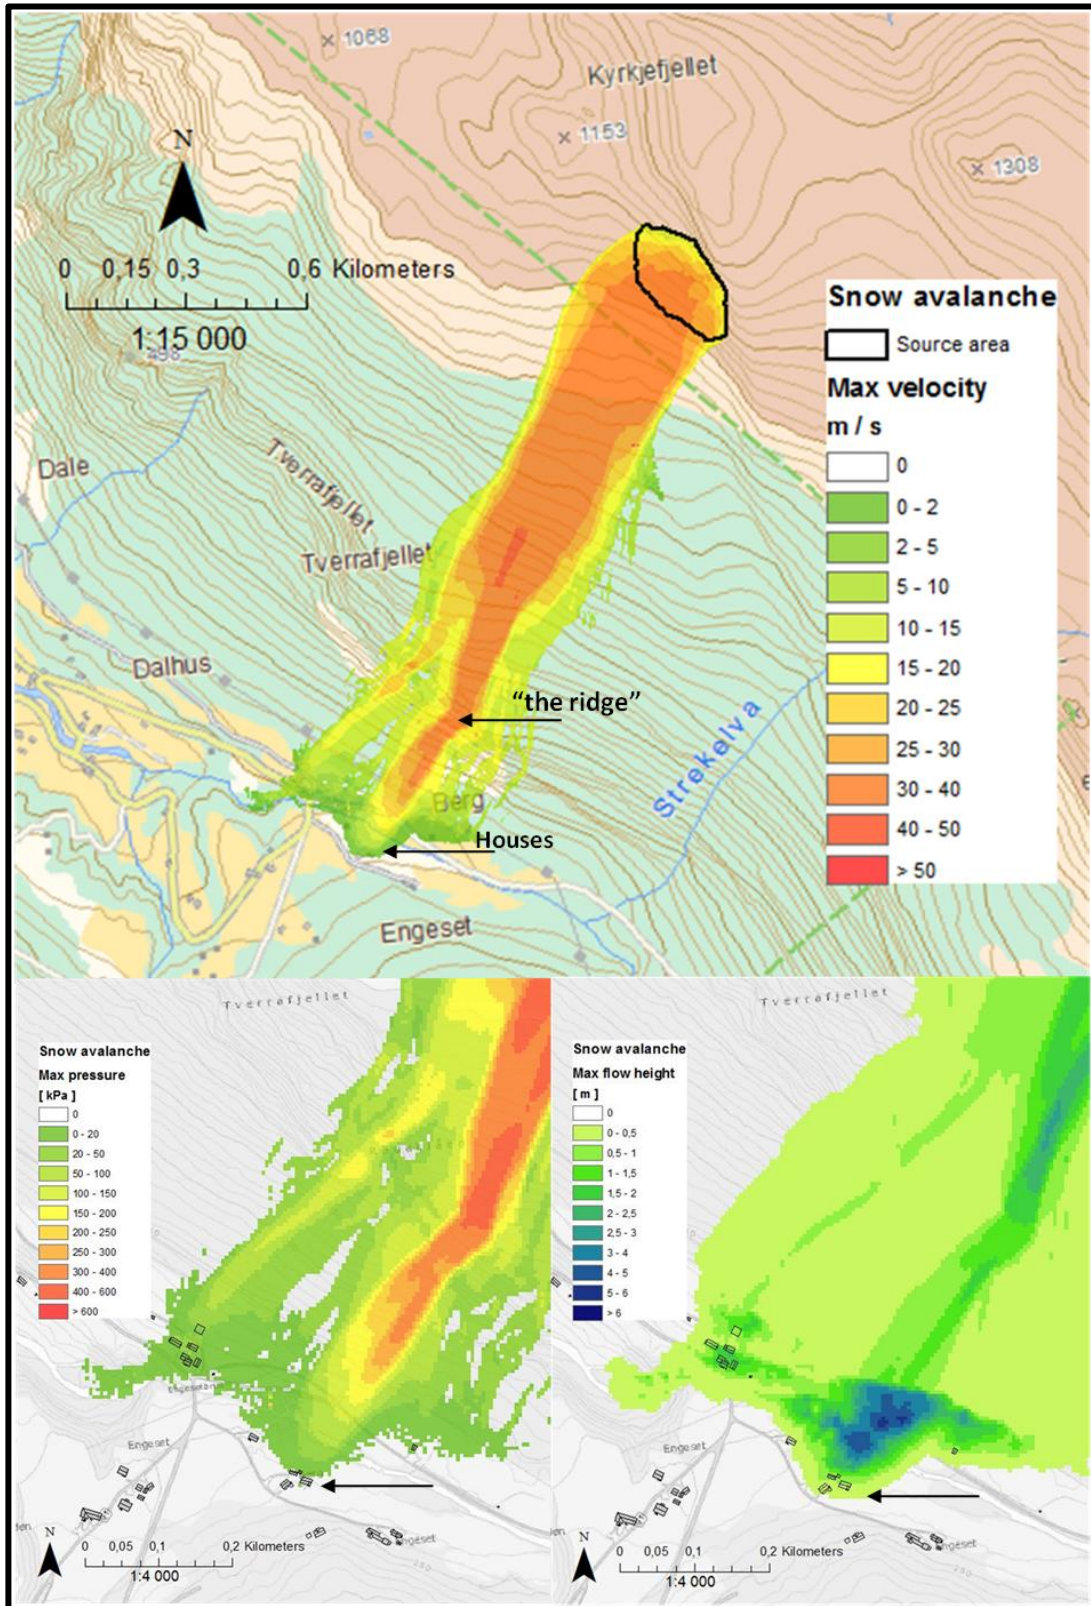 1068
Kyrkjefjellet
1153
1308
N
0 0,15 0,3 0,6 Kilometers
1:15 000
498
Snow avalanche
Source area
Max velocity
m / s
0
0 - 2
2 - 5
5 - 10
10 - 15
15 - 20
20 - 25
25 - 30
30 - 40
40 - 50
> 50
Dale
Tverrafjellet
Tverrafjellet
Dalhus
"the ridge"
Strekelva
Berg
Houses
Engeset
Tverrafjellet
Snow avalanche
Max pressure
[ kPa ]
0
0 - 20
20 - 50
50 - 100
100 - 150
150 - 200
200 - 250
250 - 300
300 - 400
400 - 600
> 600
Engeset
N
0 0,05 0,1 0,2 Kilometers
1:4 000
Tverrafjellet
Snow avalanche
Max flow height
[ m ]
0
0 - 0,5
0,5 - 1
1 - 1,5
1,5 - 2
2 - 2,5
2,5 - 3
3 - 4
4 - 5
5 - 6
> 6
Engeset
N
0 0,05 0,1 0,2 Kilometers
1:4 000